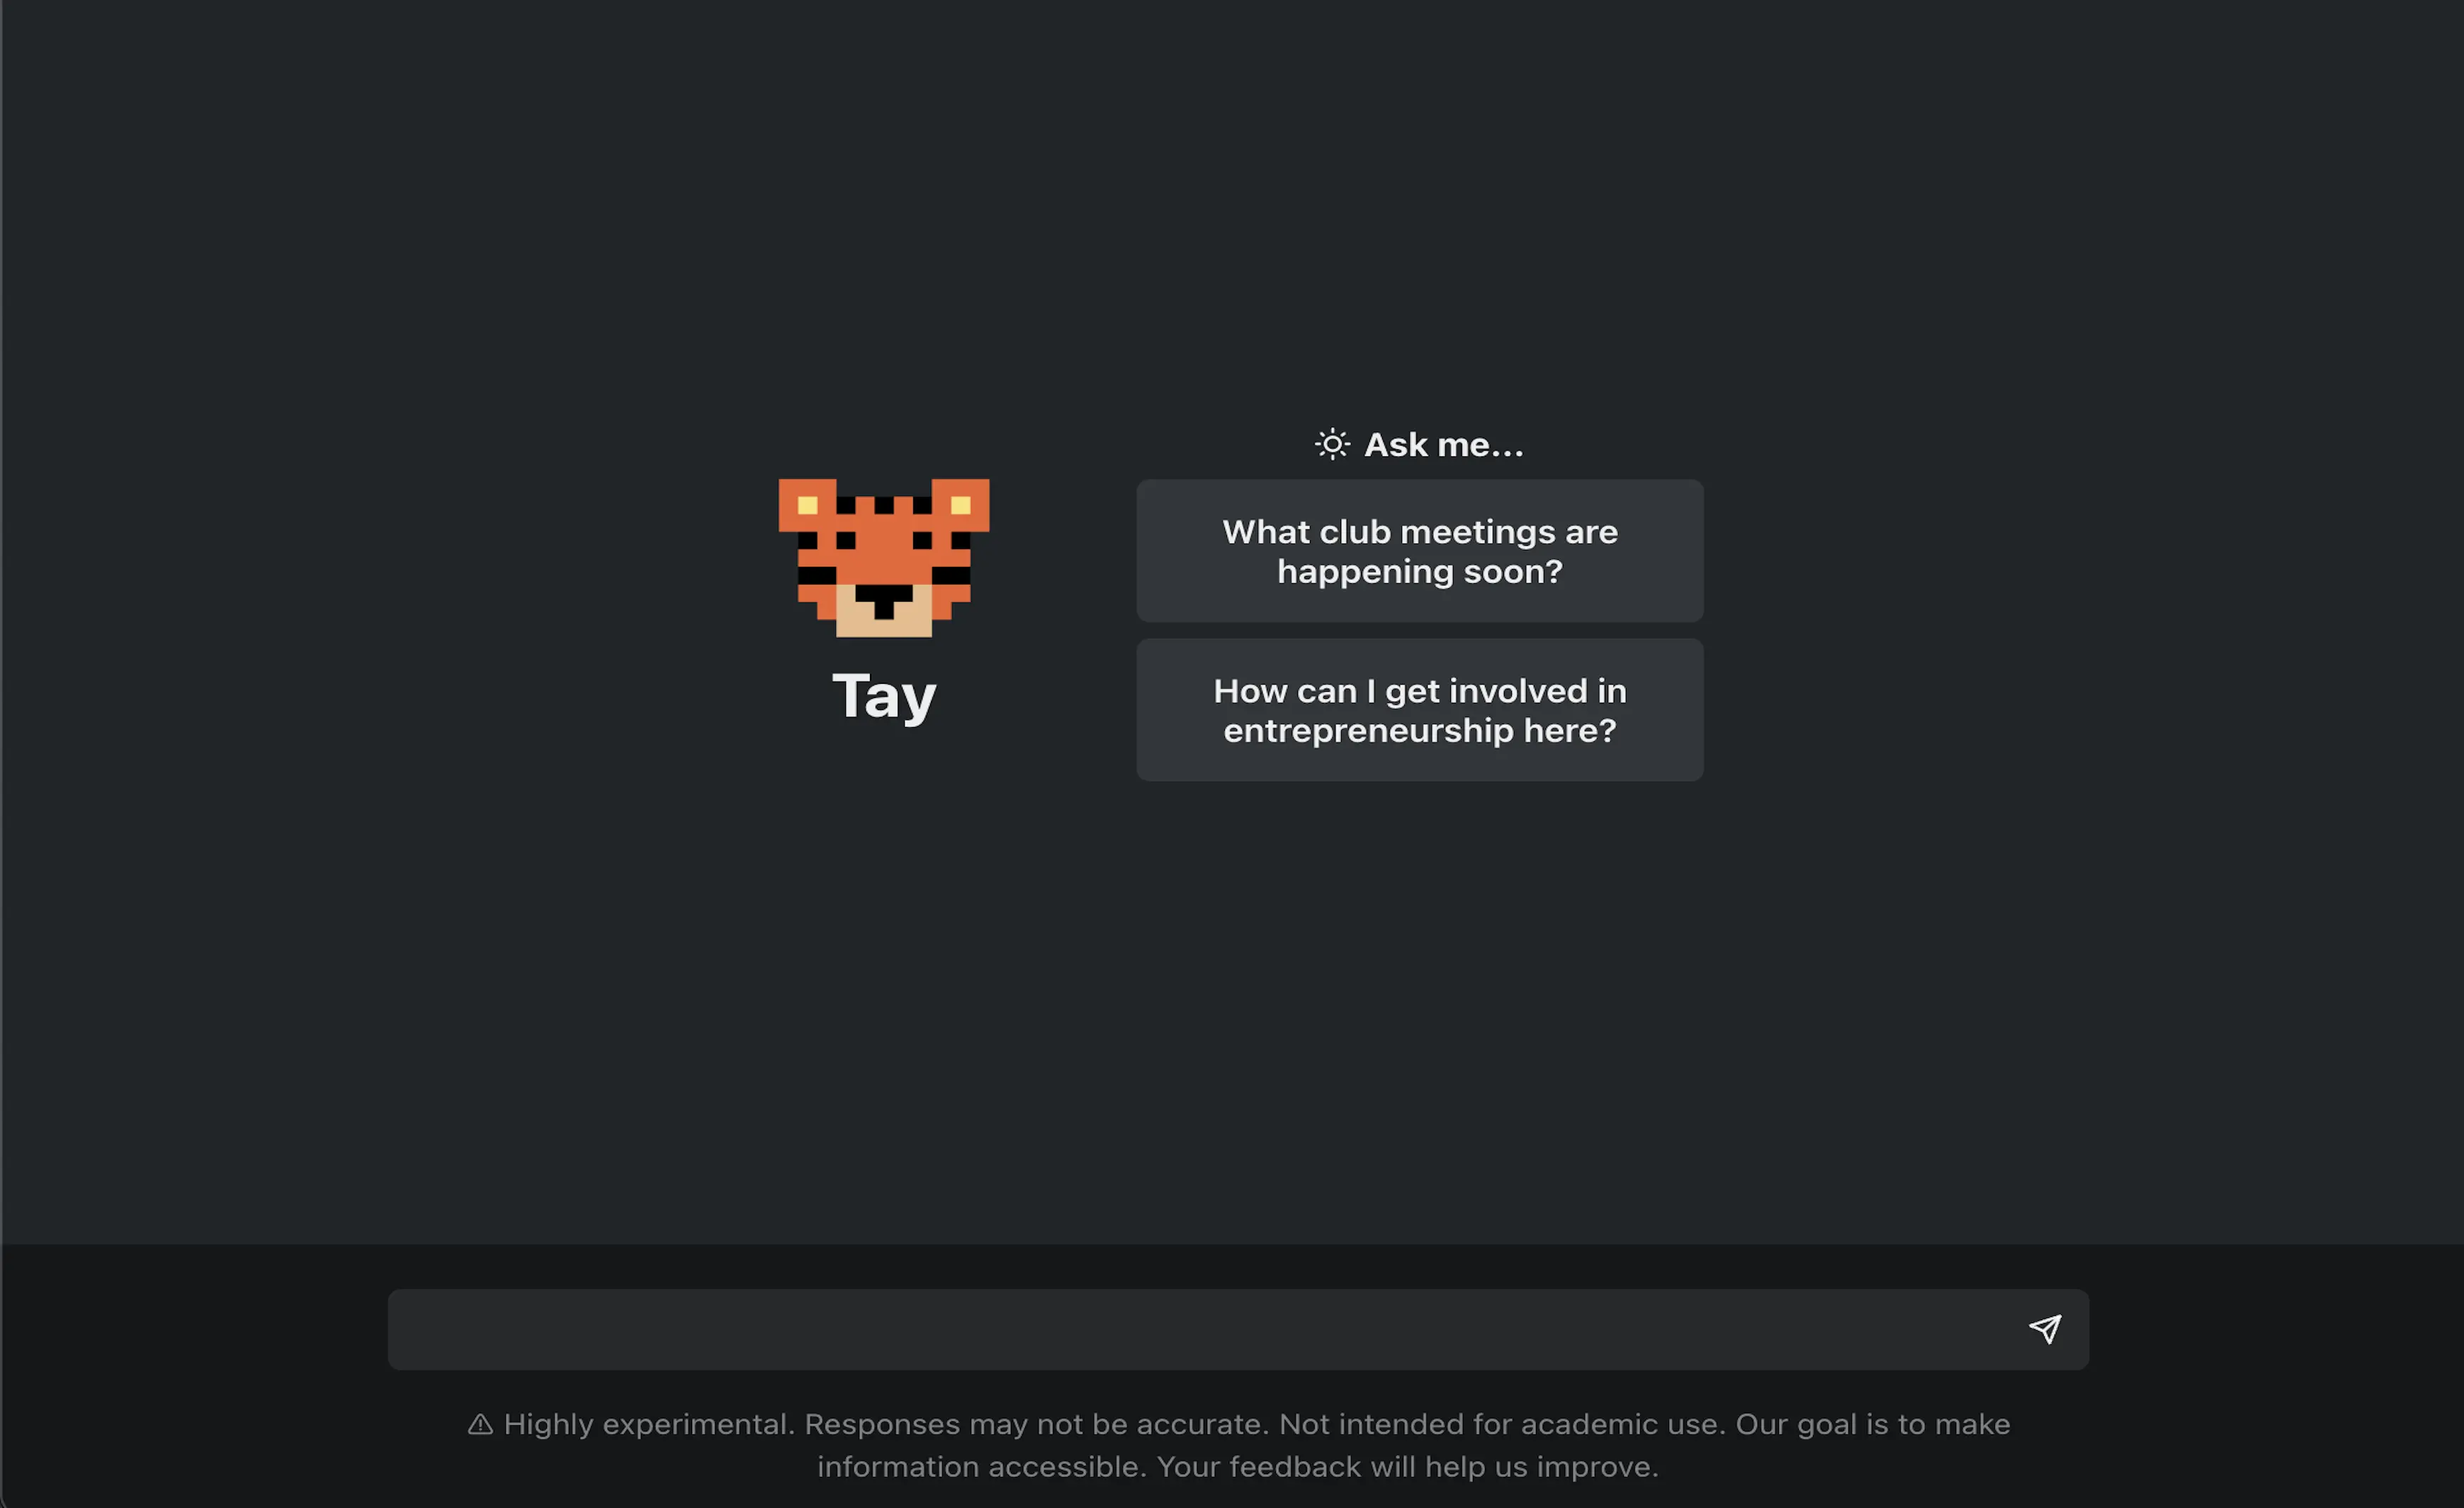 Ask me...
What club meetings are
happening soon?
Tay
How can I get involved in
entrepreneurship here?
Highly experimental. Responses may not be accurate. Not intended for academic use. Our goal is to make
information accessible. Your feedback will help us improve.